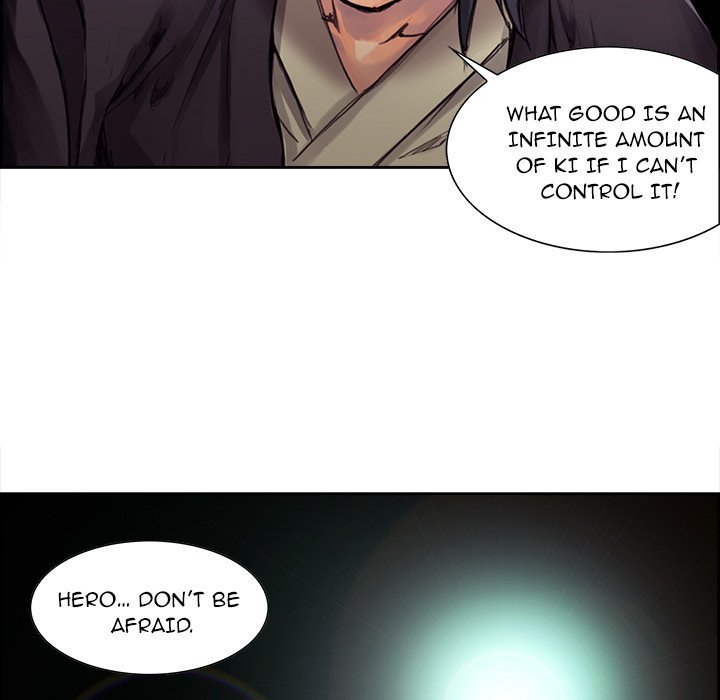 WHAT GOOD IS AN
INFINITE AMOUNT
OF KI IF I CAN'T
CONTROL IT!
HERO... DON'T BE
AFRAID.